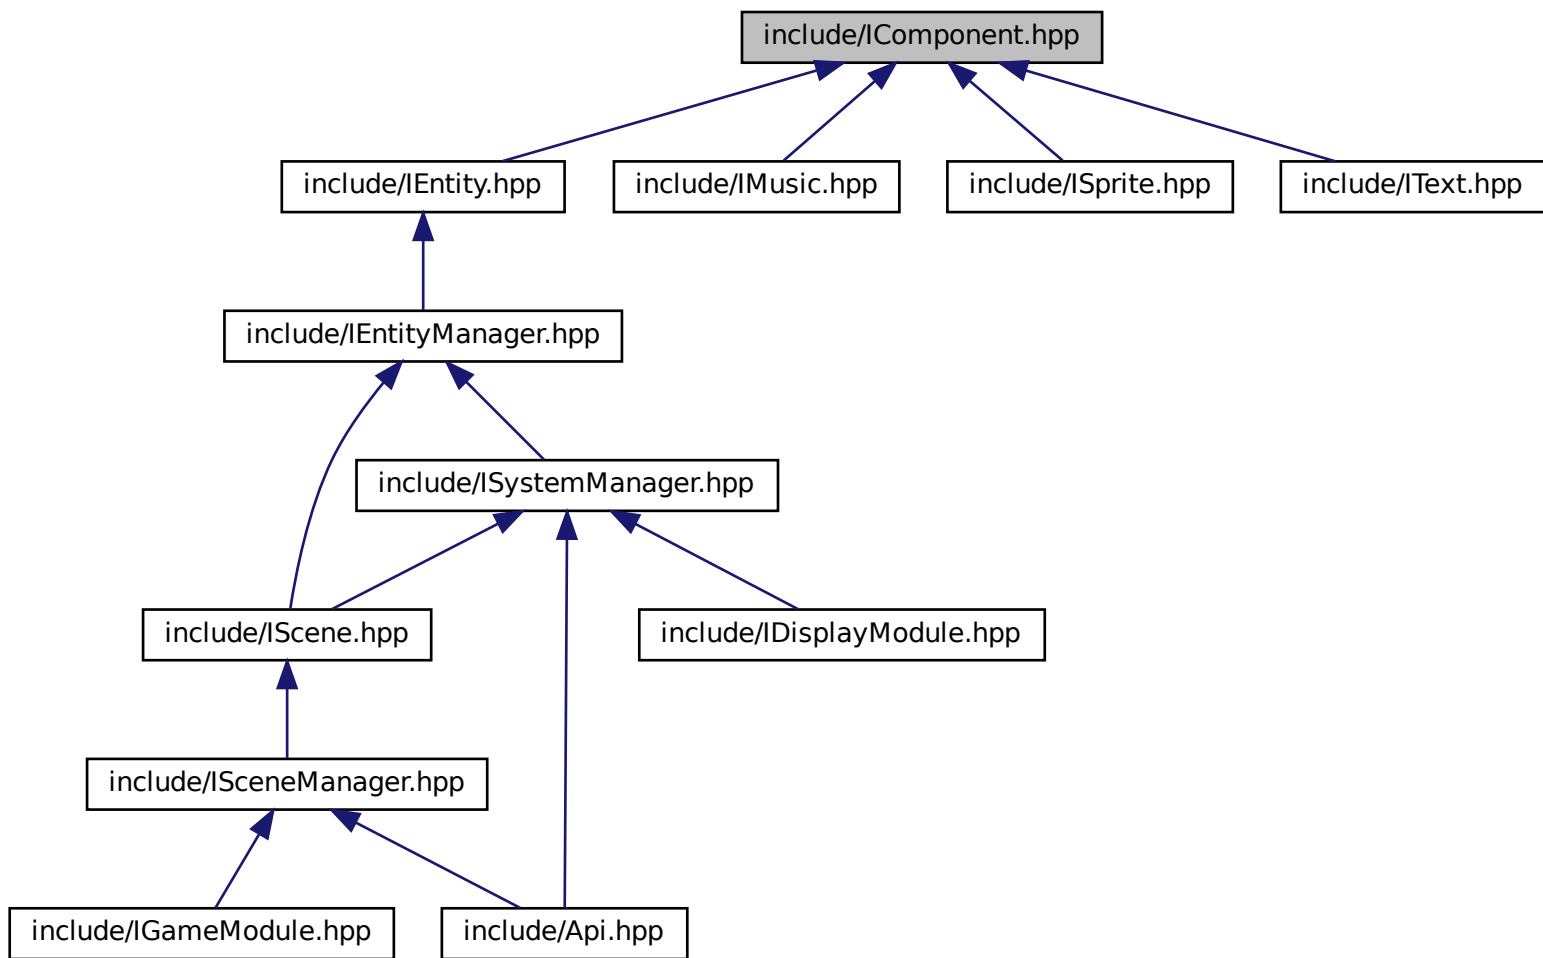 include/IComponent.hpp
include/IEntity.hpp
include/IMusic.hpp
include/ISprite.hpp
include/IText.hpp
include/IEntityManager.hpp
include/ISystemManager.hpp
include/IScene.hpp
include/IDisplayModule.hpp
include/ISceneManager.hpp
include/IGameModule.hpp
include/Api.hpp